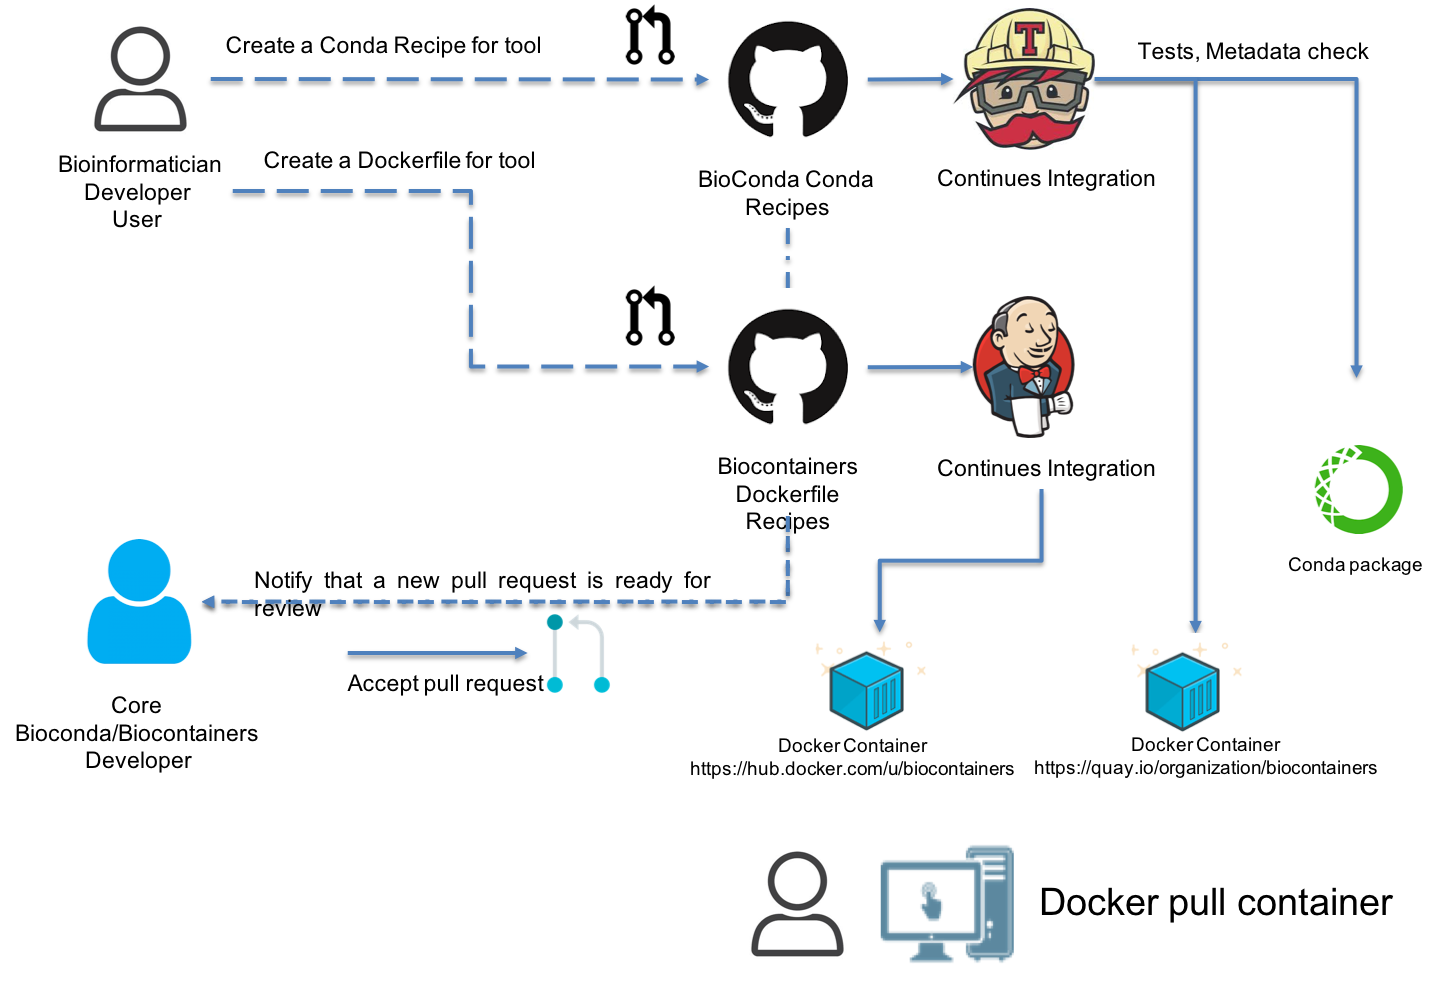 Create a Conda Recipe for tool
Tests, Metadata check
T
Bioinformatician
Developer
User
Create a Dockerfile for tool
BioConda Conda
Recipes
Continues Integration
Biocontainers
Dockerfile
Recipes
Continues Integration
Conda package
Notify that a new pull request is ready for
review
Accept pull request
Core
Bioconda/Biocontainers
Developer
Docker Container
https://hub.docker.com/u/biocontainers
Docker Container
https://quay.io/organization/biocontainers
Docker pull container